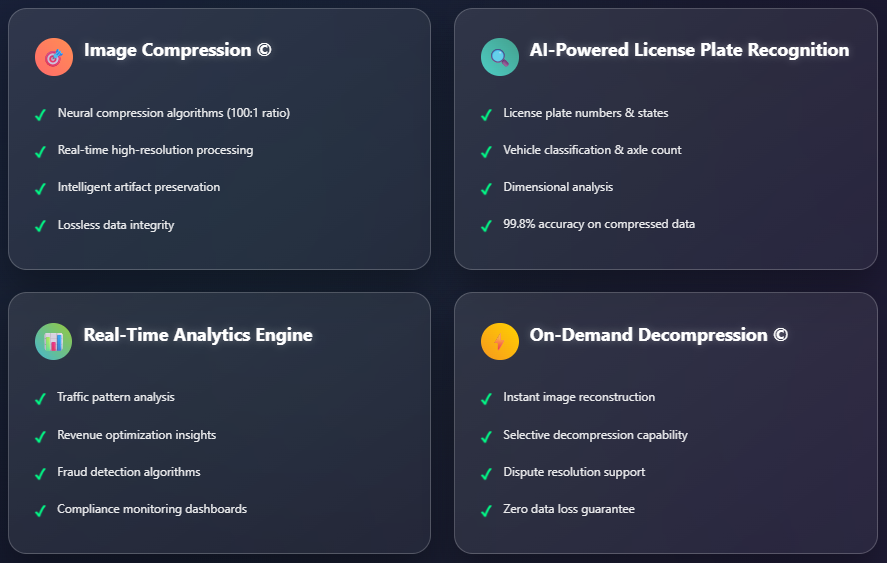 Image Compression ©
✓ Neural compression algorithms (100:1 ratio)
✓ Real-time high-resolution processing
✓ Intelligent artifact preservation
✓ Lossless data integrity
AI-Powered License Plate Recognition
✓ License plate numbers & states
✓ Vehicle classification & axle count
✓ Dimensional analysis
✓ 99.8% accuracy on compressed data
Real-Time Analytics Engine
✓ Traffic pattern analysis
✓ Revenue optimization insights
✓ Fraud detection algorithms
✓ Compliance monitoring dashboards
On-Demand Decompression ©
✓ Instant image reconstruction
✓ Selective decompression capability
✓ Dispute resolution support
✓ Zero data loss guarantee